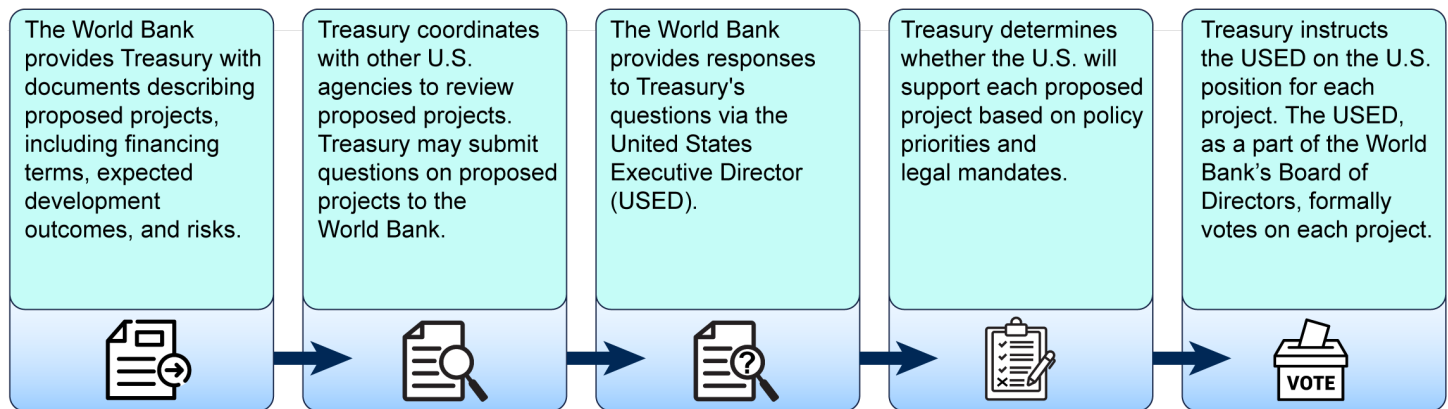 The World Bank
provides Treasury with
documents describing
proposed projects,
including financing
terms, expected
development
outcomes, and risks.
Treasury coordinates
with other U.S.
agencies to review
proposed projects.
Treasury may submit
questions on proposed
projects to the
World Bank.
The World Bank
provides responses
to Treasury's
questions via the
United States
Executive Director
(USED).
Treasury determines
whether the U.S. will
support each proposed
project based on policy
priorities and
legal mandates.
Treasury instructs
the USED on the U.S.
position for each
project. The USED,
as a part of the World
Bank’s Board of
Directors, formally
votes on each project.
?
VOTE